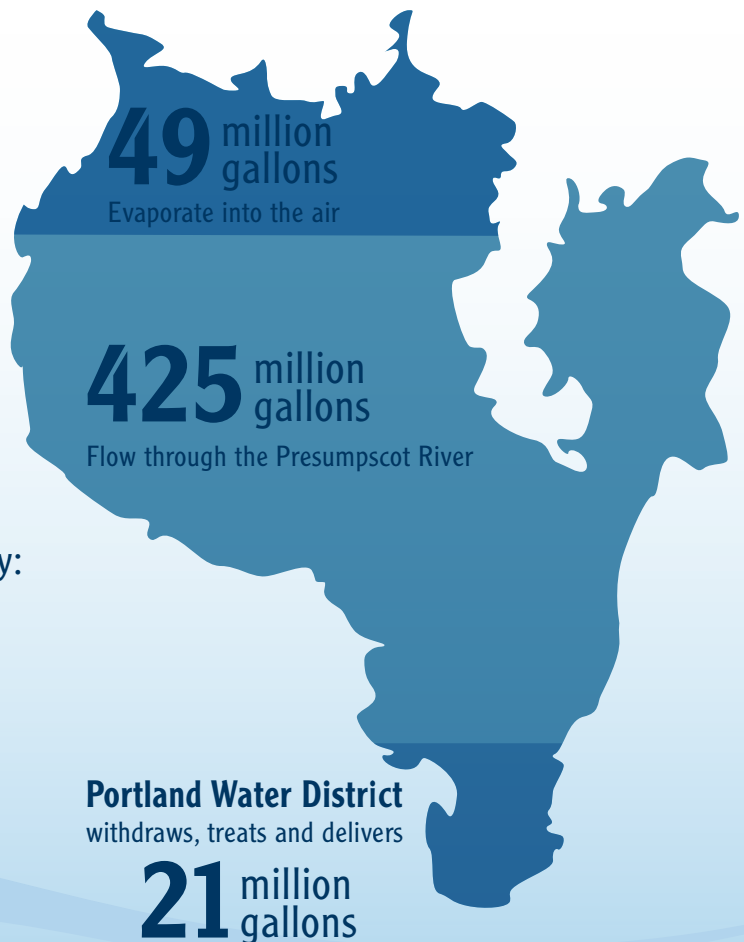 49 million gallons
Evaporate into the air
425 million gallons
Flow through the Presumpscot River
y:
Portland Water District
withdraws, treats and delivers
21 million gallons